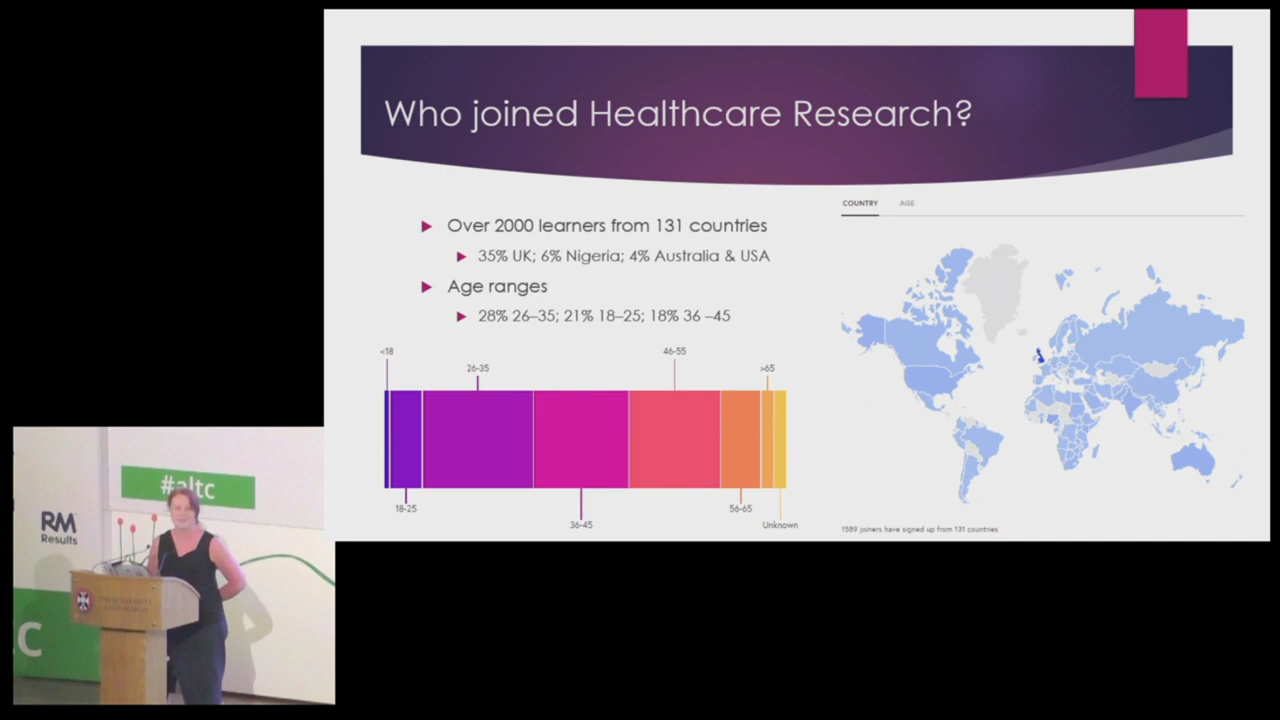 Who joined Healthcare Research?
Over 2000 learners from 131 countries
35% UK; 6% Nigeria; 4% Australia & USA
Age ranges
28% 26–35; 21% 18–25; 18% 36 –45
<18
26-35
46-55
>65
18-25
36-45
56-65
Unknown
COUNTRY AGE
1589 joiners have signed up from 131 countries
#altc
RM
Results
C